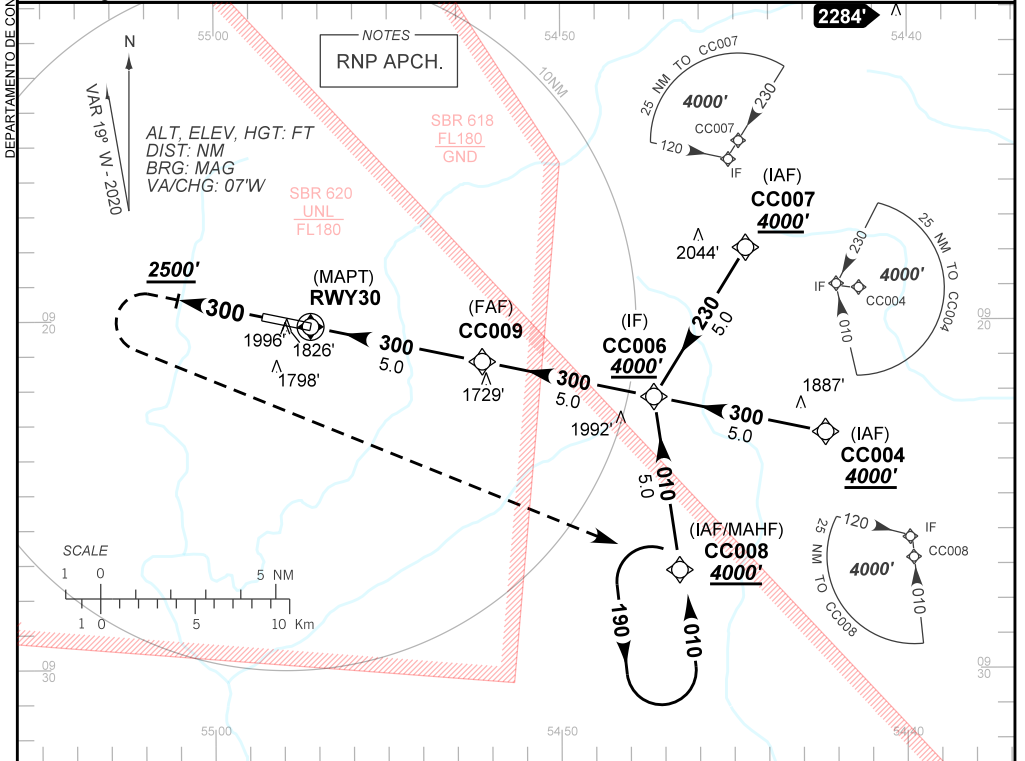 DEPARTAMENTO DE CON
2284'
55 00
54 50
54 40
NOTES
RNP APCH.
10NM
N
VAR 19º W - 2020
ALT, ELEV, HGT: FT
DIST: NM
BRG: MAG
VA/CHG: 07'W
SBR 618
FL180
GND
SBR 620
UNL
FL180
25 NM TO CC007
4000'
230
CC007
120
IF
(IAF)
CC007
4000'
2044'
25 NM TO CC004
230
4000'
IF
CC004
010
2500'
300
(MAPT)
RWY30
1996'
1826'
1798'
300
5.0
(FAF)
CC009
1729'
300
5.0
(IF)
CC006
4000'
230
5.0
1992'
1887'
300
5.0
(IAF)
CC004
4000'
09
20
09
20
010
5.0
(IAF/MAHF)
CC008
4000'
190
010
120
IF
CC008
4000'
25 NM TO CC008
010
SCALE
1 0 5 NM
1 0 5 10 Km
09
30
09
30
55 00
54 50
54 40